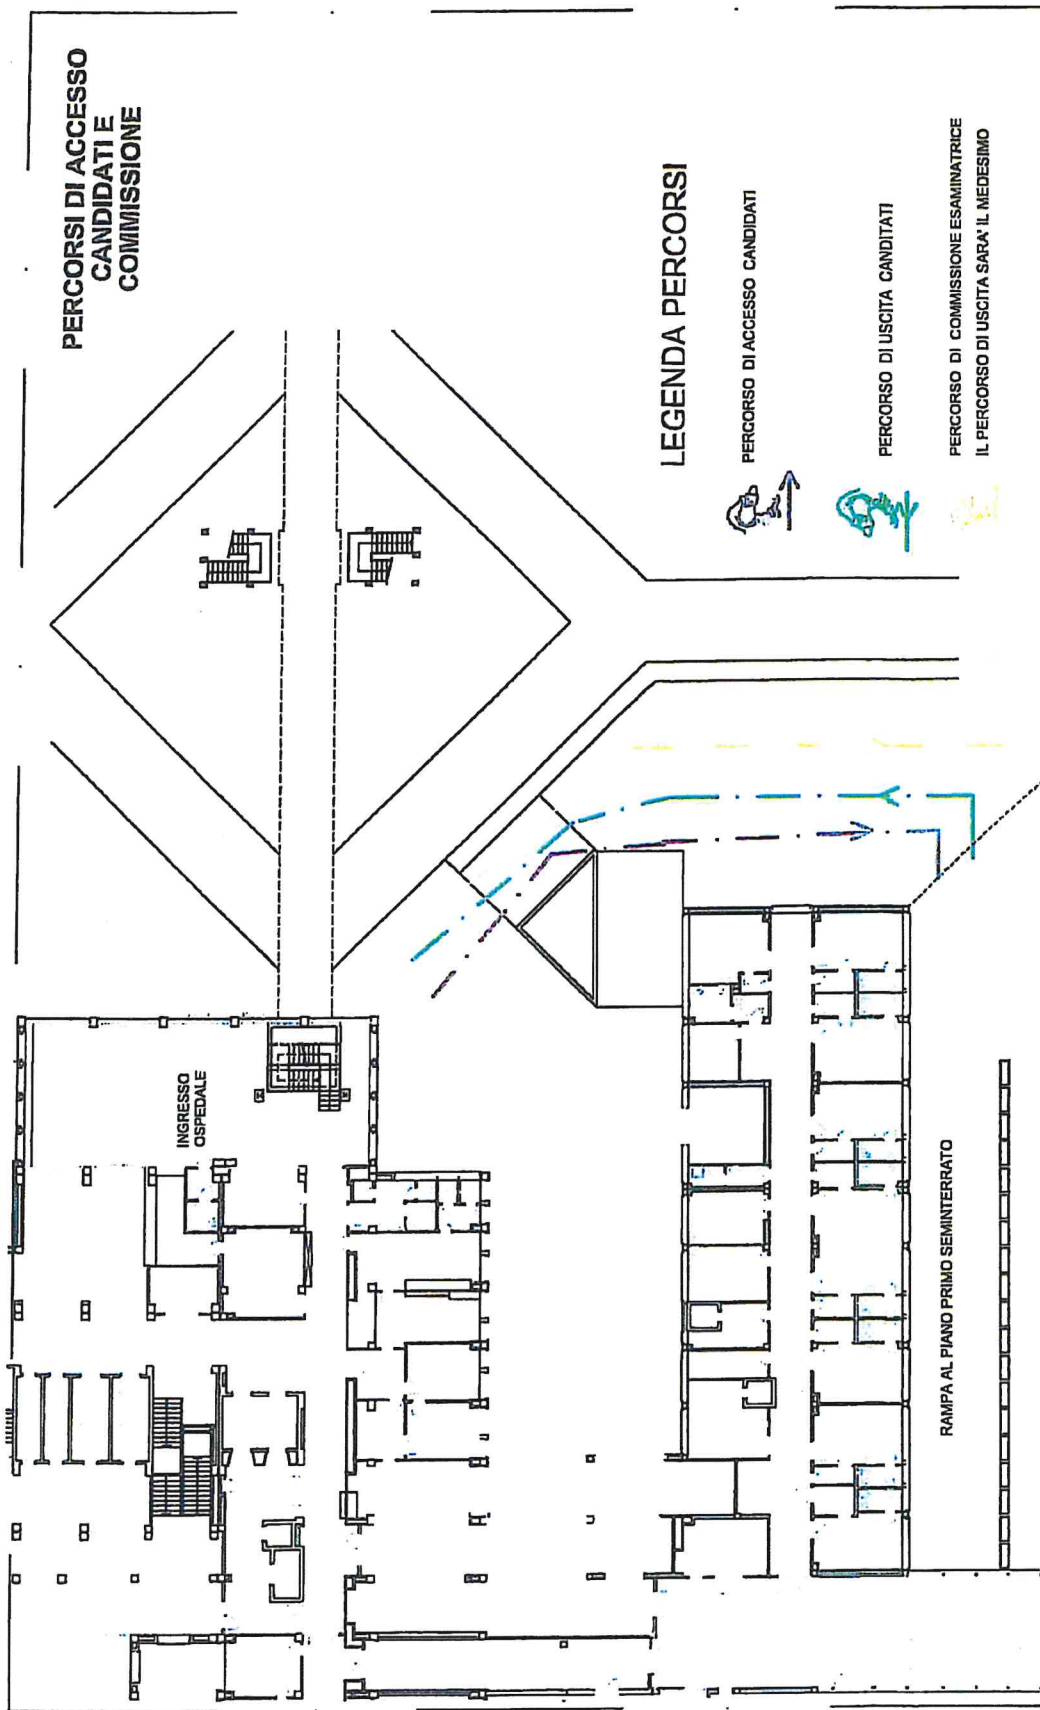 PERCORSI DI ACCESSO
CANDIDATI E
COMMISSIONE
LEGENDA PERCORSI
PERCORSO DI ACCESSO CANDIDATI
PERCORSO DI USCITA CANDITATI
PERCORSO DI COMMISSIONE ESAMINATRICE
IL PERCORSO DI USCITA SARA' IL MEDESIMO
INGRESSO
OSPEDALE
RAMPA AL PIANO PRIMO SEMINTERRATO